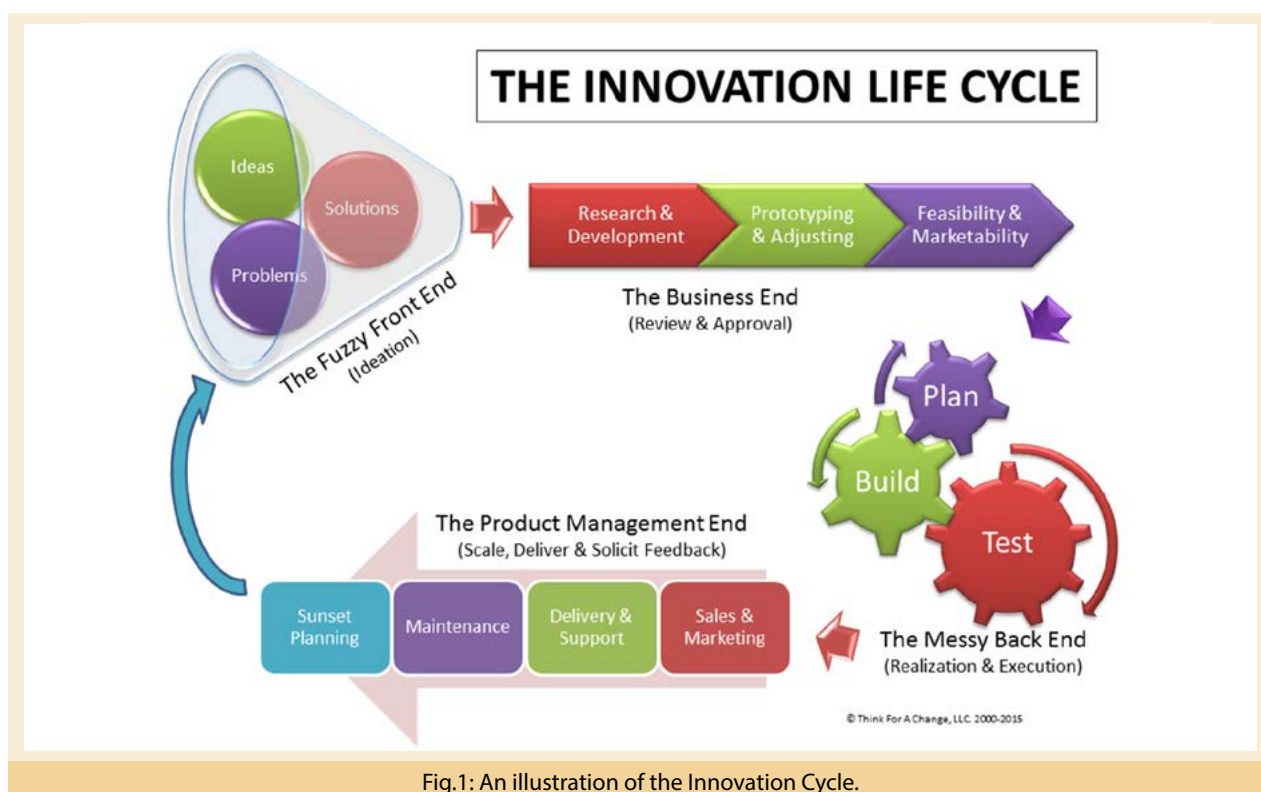 THE INNOVATION LIFE CYCLE
Ideas
Solutions
Problems
The Fuzzy Front End
(Ideation)
Research &
Development
Prototyping
& Adjusting
Feasibility &
Marketability
The Business End
(Review & Approval)
Plan
Build
Test
The Messy Back End
(Realization & Execution)
The Product Management End
(Scale, Deliver & Solicit Feedback)
Sunset
Planning
Maintenance
Delivery &
Support
Sales &
Marketing
© Think For A Change, LLC. 2000-2015
Fig.1: An illustration of the Innovation Cycle.